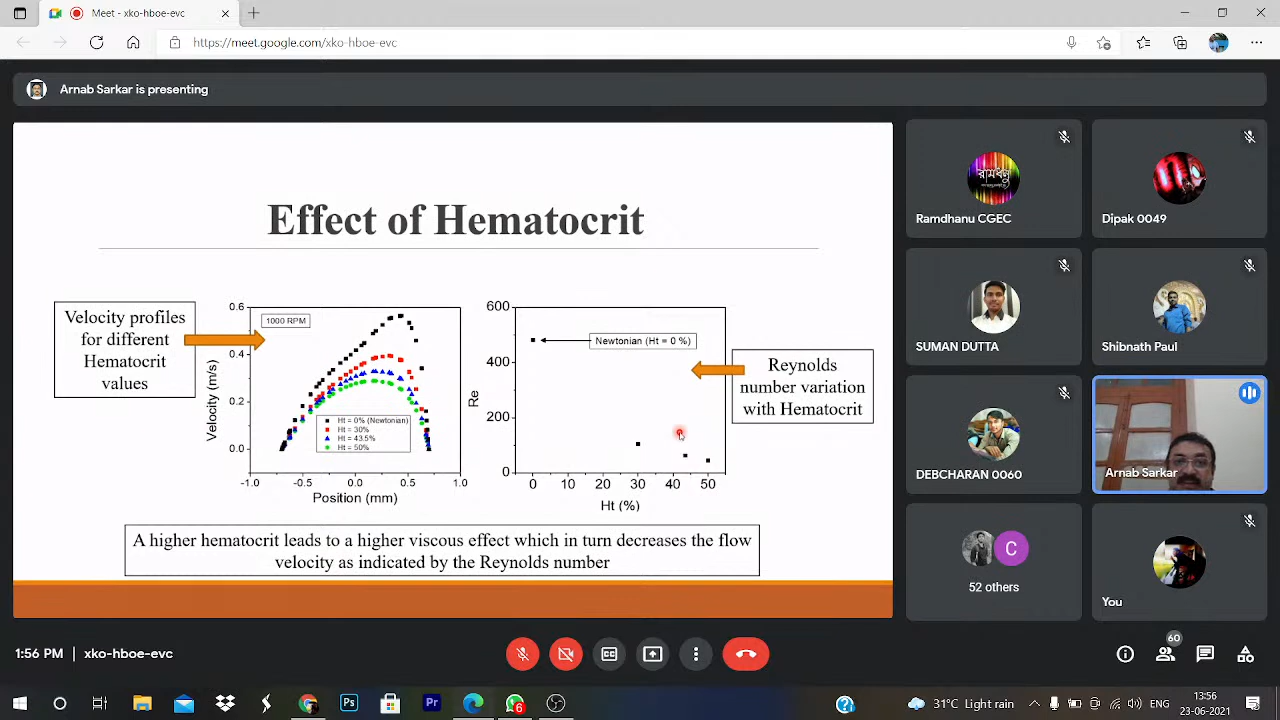 Meet - xko-hboe-evc
https://meet.google.com/xko-hboe-evc
Arnab Sarkar is presenting
Effect of Hematocrit
Velocity profiles
for different
Hematocrit
values
0.6
0.4
0.2
0.0
Velocity (m/s)
1000 RPM
Ht = 0% (Newtonian)
Ht = 30%
Ht = 43.5%
Ht = 50%
-1.0 -0.5 0.0 0.5 1.0
Position (mm)
600
400
200
0
Re
Newtonian (Ht = 0 %)
0 10 20 30 40 50
Ht (%)
Reynolds
number variation
with Hematocrit
A higher hematocrit leads to a higher viscous effect which in turn decreases the flow
velocity as indicated by the Reynolds number
রামধনু
Ramdhanu CGEC
Dipak 0049
SUMAN DUTTA
Shibnath Paul
DEBCHARAN 0060
Arnab Sarkar
C
52 others
You
1:56 PM | xko-hboe-evc
CC
60
Ps
Pr
6
31°C Light rain
13:56
23-06-2021